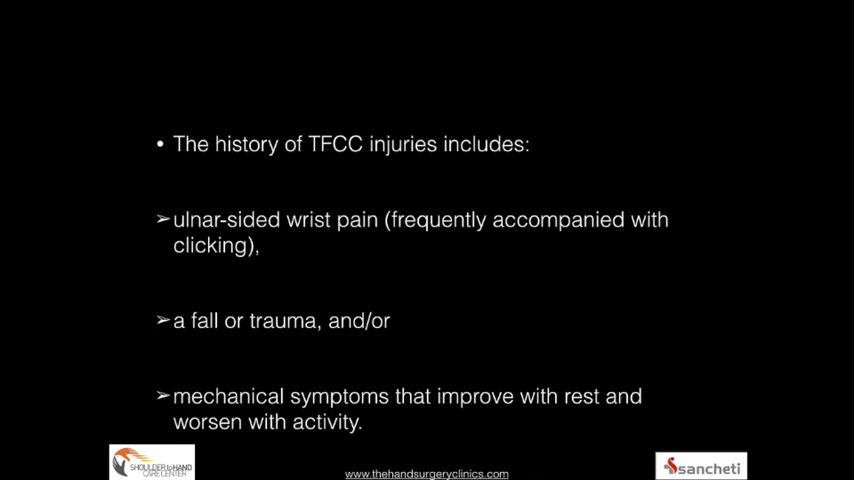 • The history of TFCC injuries includes:
➢ulnar-sided wrist pain (frequently accompanied with
clicking),
➢a fall or trauma, and/or
➢mechanical symptoms that improve with rest and
worsen with activity.
SHOULDER to HAND
CARE CENTER
www.thehandsurgeryclinics.com
sancheti